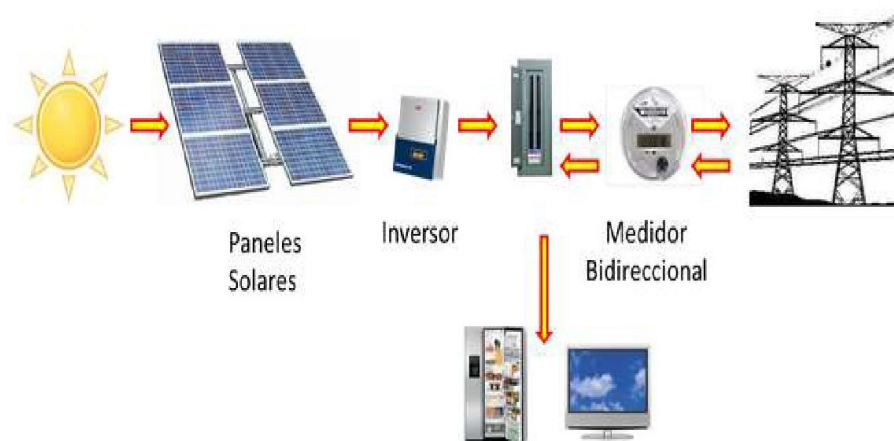 Paneles
Solares
Inversor
Medidor
Bidireccional